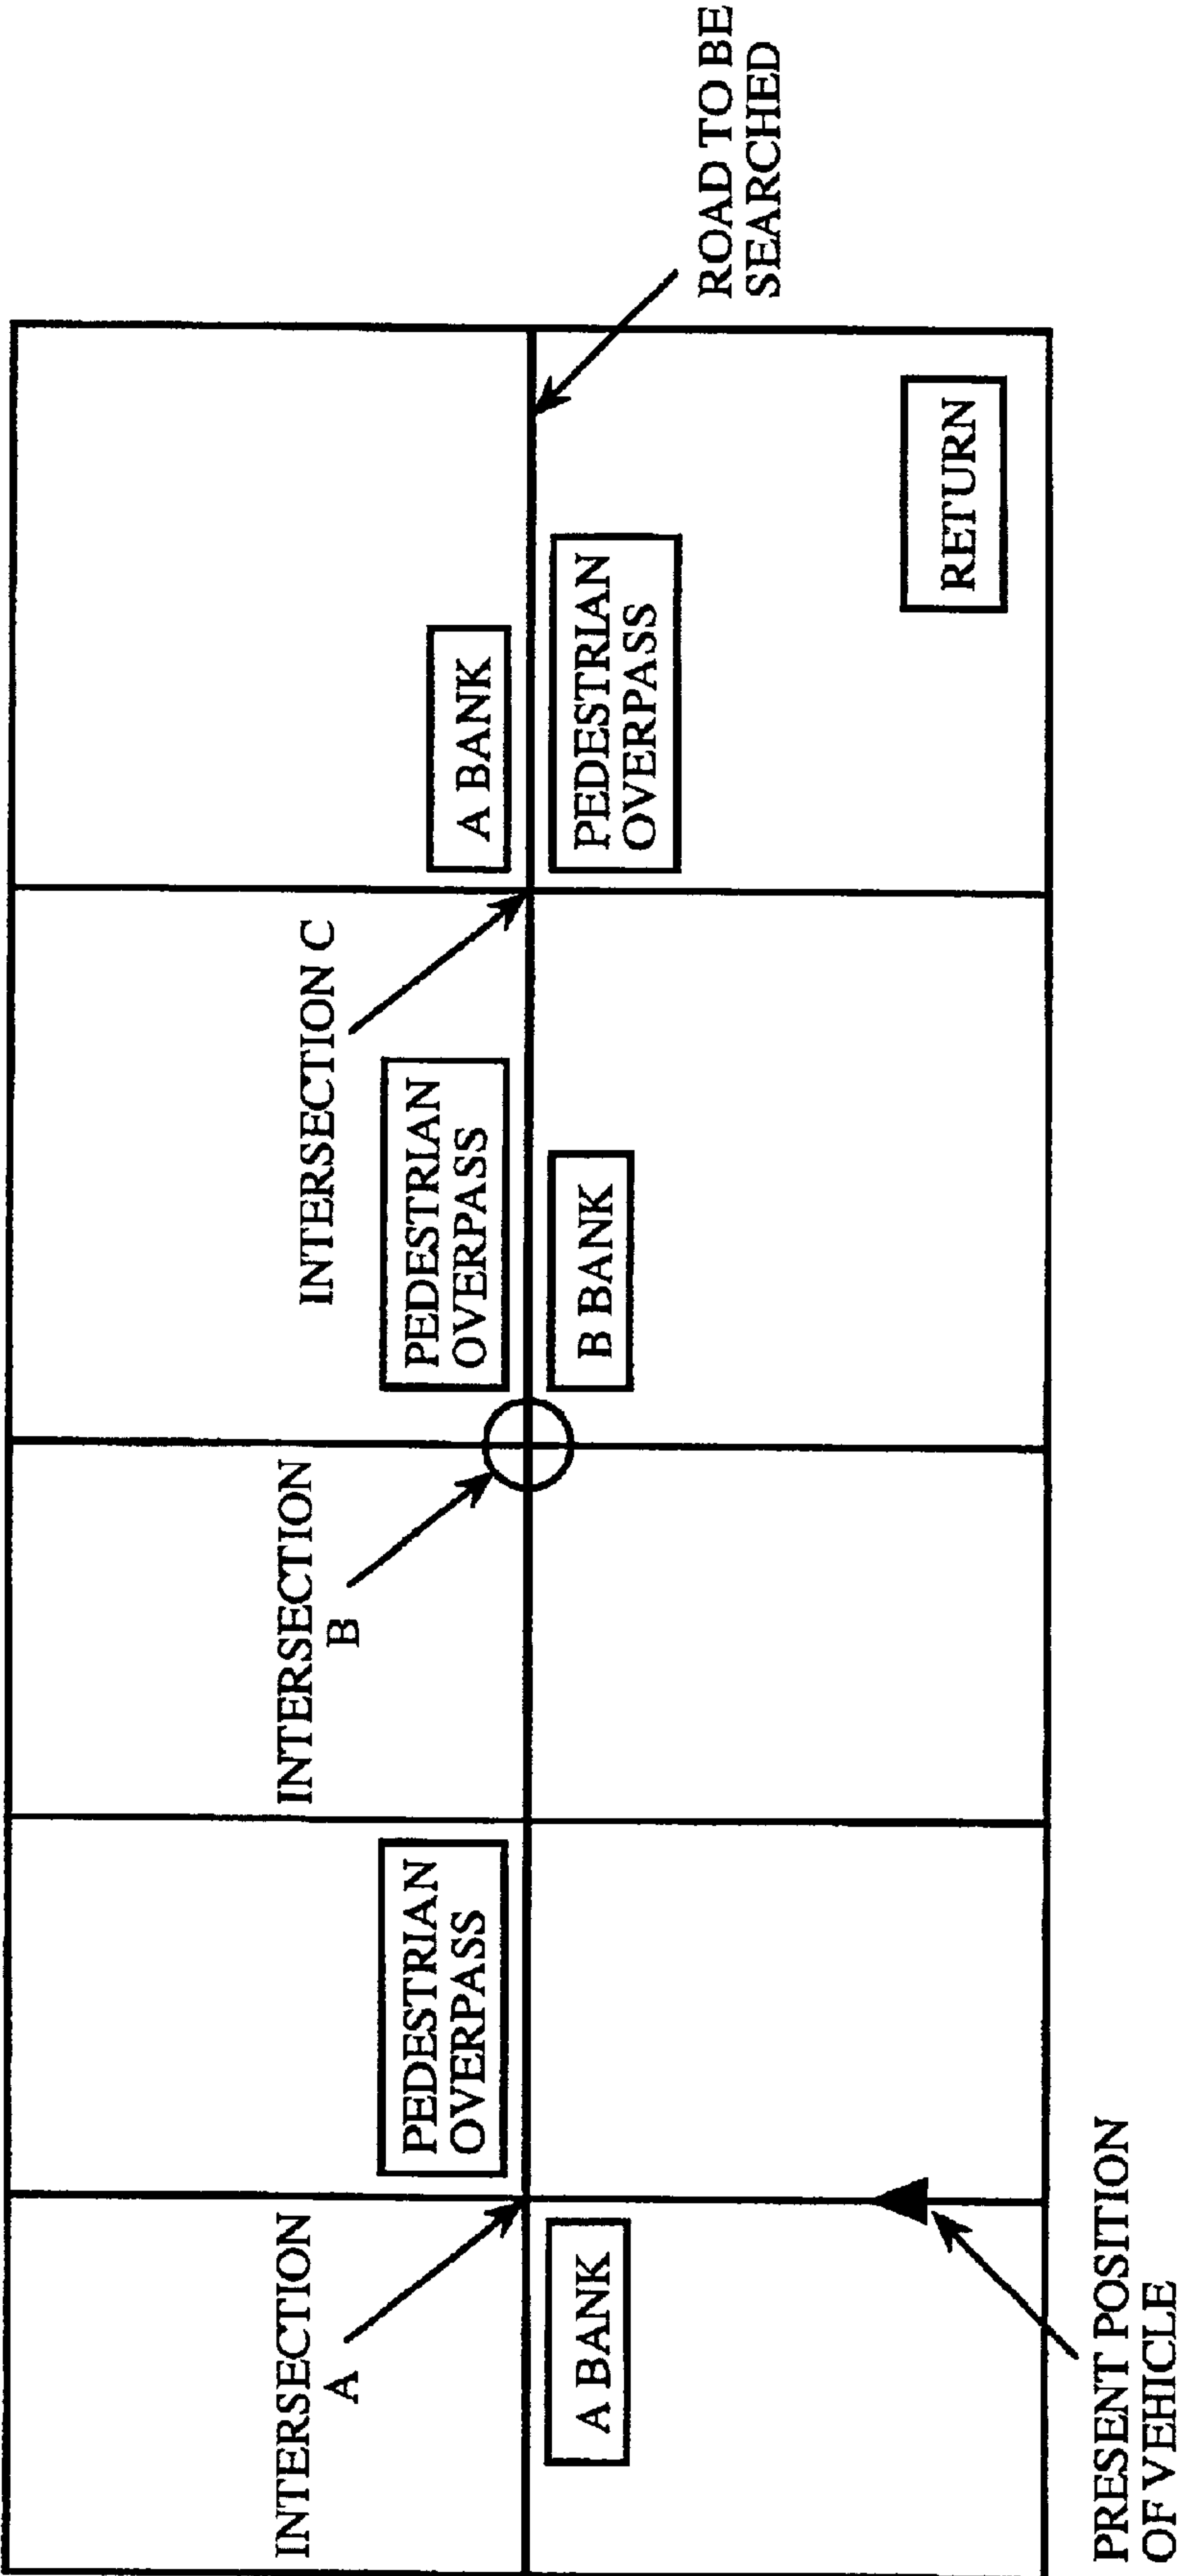 INTERSECTION
A
PEDESTRIAN
OVERPASS
A BANK
PRESENT POSITION
OF VEHICLE
INTERSECTION
B
PEDESTRIAN
OVERPASS
B BANK
INTERSECTION C
A BANK
PEDESTRIAN
OVERPASS
RETURN
ROAD TO BE
SEARCHED